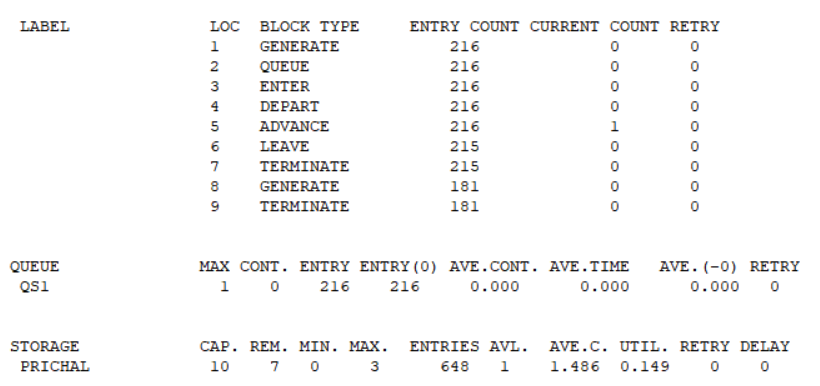 LABEL LOC BLOCK TYPE ENTRY COUNT CURRENT COUNT RETRY
1 GENERATE 216 0 0
2 QUEUE 216 0 0
3 ENTER 216 0 0
4 DEPART 216 0 0
5 ADVANCE 216 1 0
6 LEAVE 215 0 0
7 TERMINATE 215 0 0
8 GENERATE 181 0 0
9 TERMINATE 181 0 0
QUEUE MAX CONT. ENTRY ENTRY(0) AVE.CONT. AVE.TIME AVE.(-0) RETRY
QS1 1 0 216 216 0.000 0.000 0.000 0
STORAGE CAP. REM. MIN. MAX. ENTRIES AVL. AVE.C. UTIL. RETRY DELAY
PRICHAL 10 7 0 3 648 1 1.486 0.149 0 0